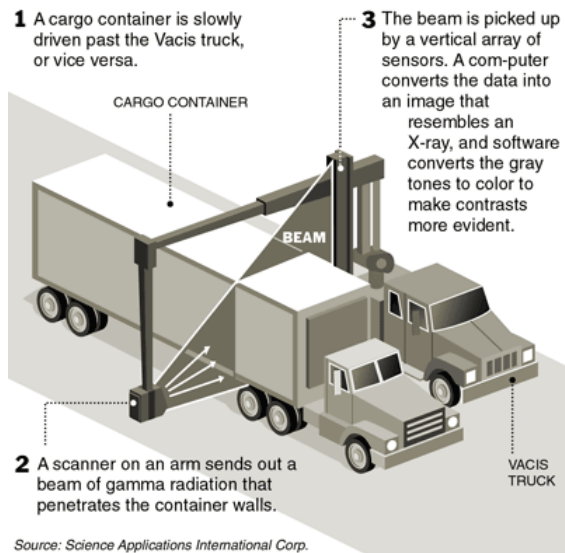 1 A cargo container is slowly
driven past the Vacis truck,
or vice versa.
3 The beam is picked up
by a vertical array of
sensors. A com-puter
converts the data into
an image that
resembles an
X-ray, and software
converts the gray
tones to color to
make contrasts
more evident.
CARGO CONTAINER
BEAM
2 A scanner on an arm sends out a
beam of gamma radiation that
penetrates the container walls.
VACIS
TRUCK
Source: Science Applications International Corp.